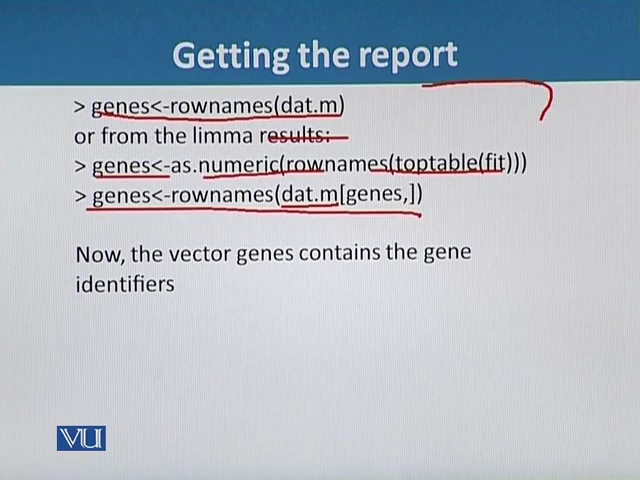 Getting the report
> genes<-rownames(dat.m)
or from the limma results:
> genes<-as.numeric(rownames(toptable(fit)))
> genes<-rownames(dat.m[genes,])
Now, the vector genes contains the gene
identifiers
VU